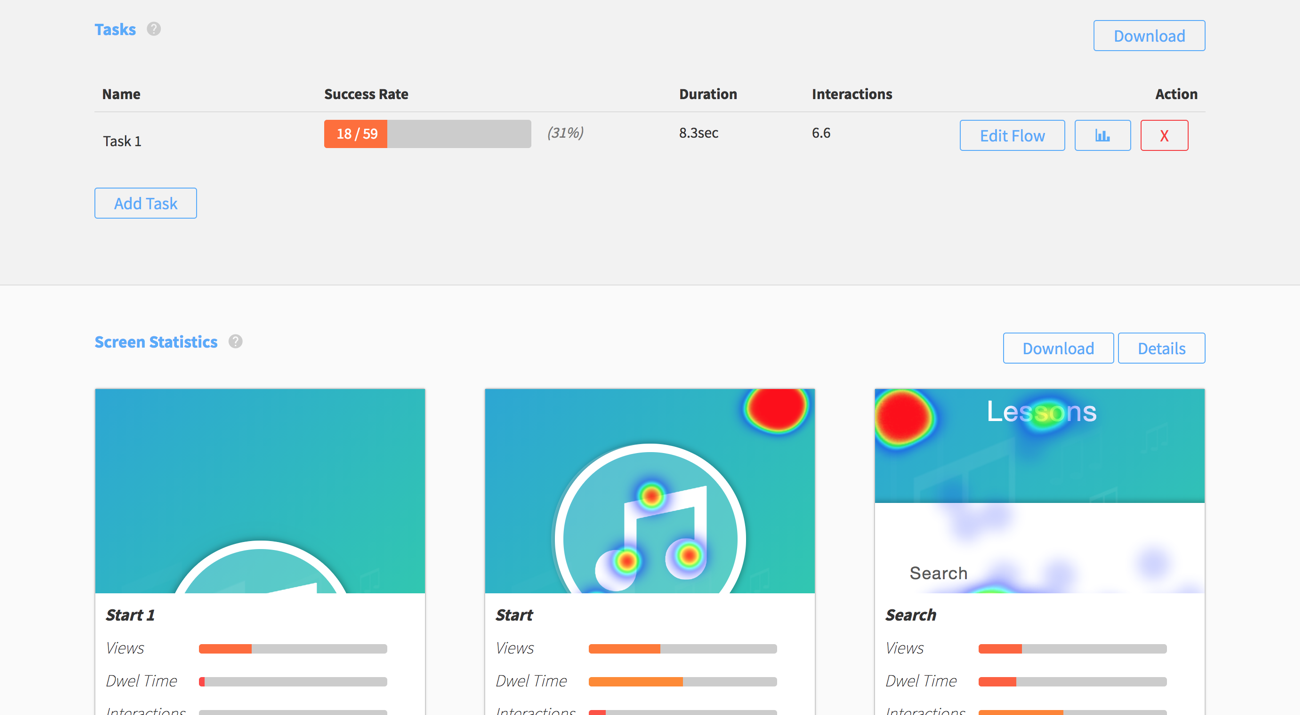 Tasks ?
Download
Name Success Rate Duration Interactions Action
Task 1 18 / 59 (31%) 8.3sec 6.6 Edit Flow X
Add Task
Screen Statistics ?
Download Details
Lessons
Search
Start 1 Start Search
Views Views Views
Dwel Time Dwel Time Dwel Time
Interactions Interactions Interactions